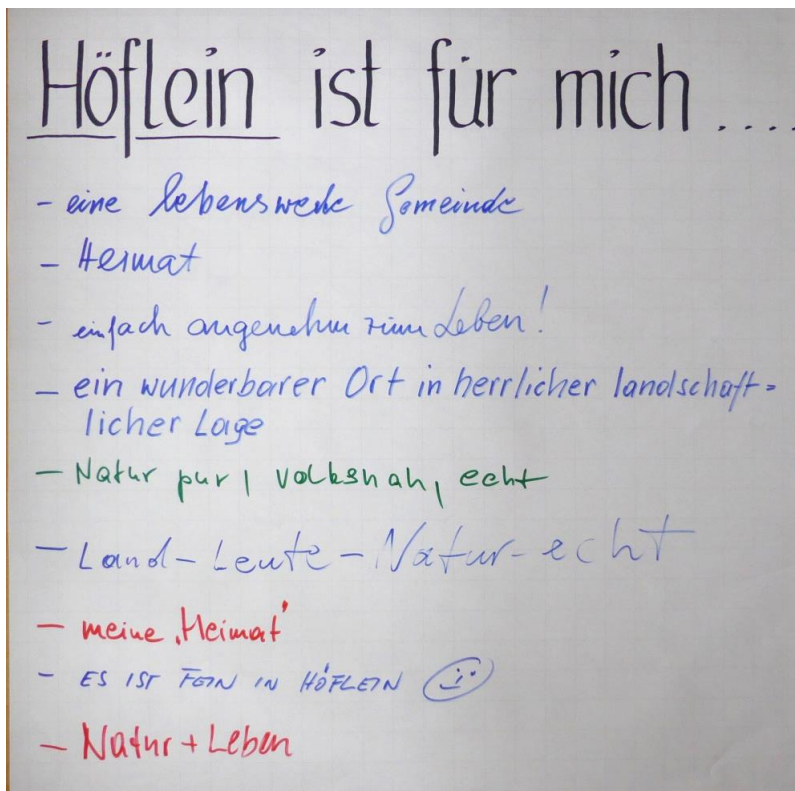 Höflein ist für mich ....
- eine lebenswerte Gemeinde
- Heimat
- einfach angenehm zum Leben!
- ein wunderbarer Ort in herrlicher landschaft=
licher Lage
- Natur pur, volksnah, echt
- Land-Leute-Natur-echt
- meine ,Heimat'
- ES IST FEIN IN HÖFLEIN
- Natur + Leben